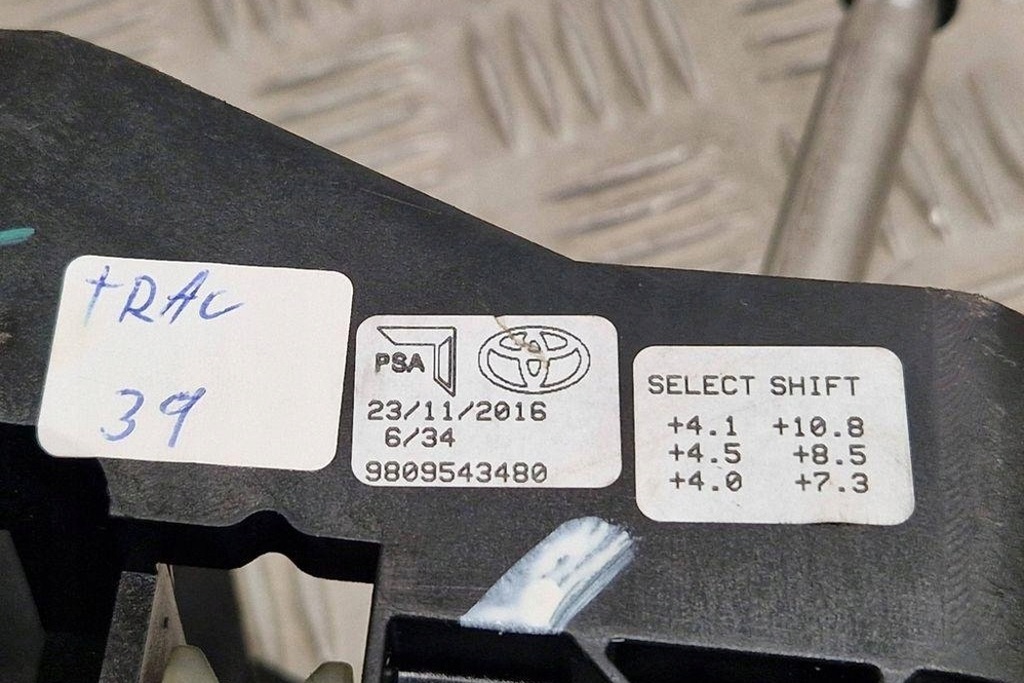 tRAC
39
PSA
23/11/2016
6/34
9809543480
SELECT SHIFT
+4.1 +10.8
+4.5 +8.5
+4.0 +7.3